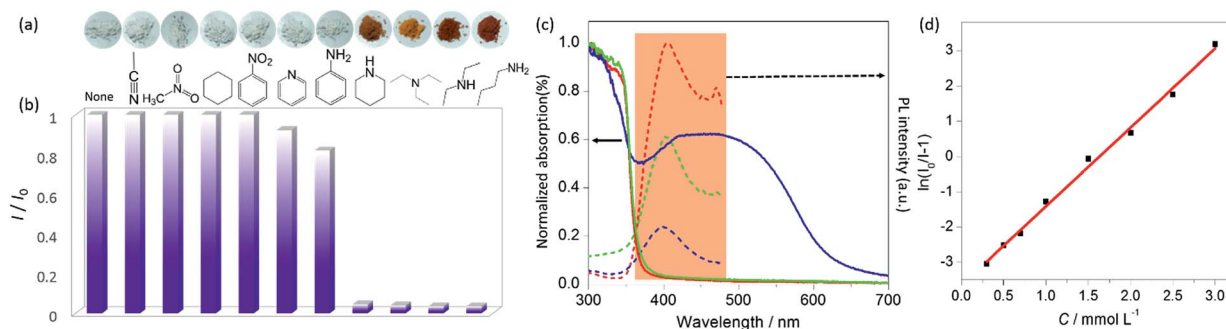 (a)
NO₂
NH₂
N
H₃C
N
O
O
N
N
H
N
N
NH
NH₂
None
(b)
I / I₀
1
0.8
0.6
0.4
0.2
0
(c)
Normalized absorption(%)
1.0
0.8
0.6
0.4
0.2
0.0
300
400
500
600
700
Wavelength / nm
PL intensity (a.u.)
(d)
ln(I₀/I-1)
3
2
1
0
-1
-2
-3
0.0
0.5
1.0
1.5
2.0
2.5
3.0
C / mmol L⁻¹